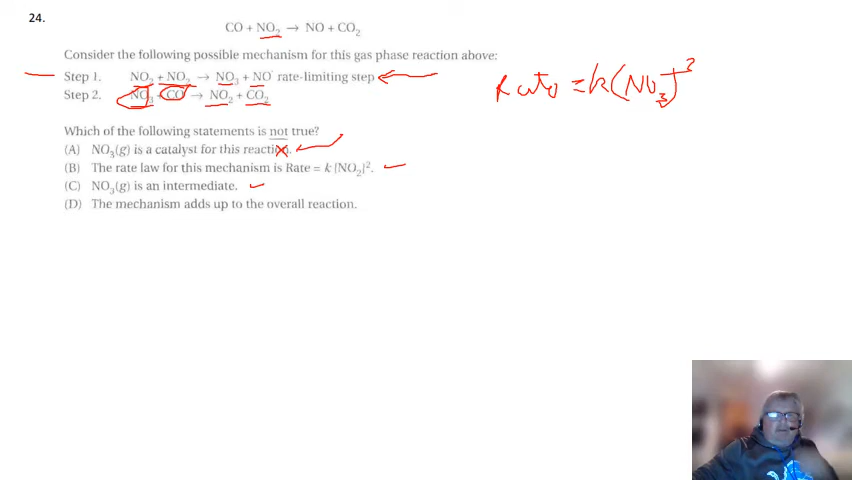 24.
CO + NO₂ → NO + CO₂
Consider the following possible mechanism for this gas phase reaction above:
Step 1. NO₂ + NO₂ → NO₃ + NO rate-limiting step
Step 2. NO₃ + CO → NO₂ + CO₂
Rate = k(NO₃)²
Which of the following statements is not true?
(A) NO₃(g) is a catalyst for this reaction.
(B) The rate law for this mechanism is Rate = k [NO₂]².
(C) NO₃(g) is an intermediate.
(D) The mechanism adds up to the overall reaction.